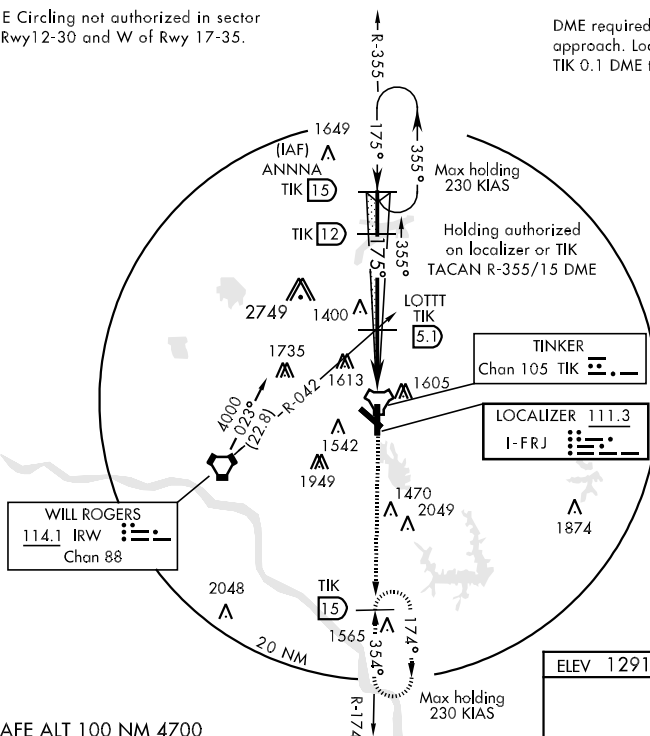 E Circling not authorized in sector
Rwy12-30 and W of Rwy 17-35.
DME required
approach. Loc
TIK 0.1 DME
R-355
175°
355°
1649
(IAF)
ANNNA
TIK 15
Max holding
230 KIAS
TIK 12
355°
175°
Holding authorized
on localizer or TIK
TACAN R-355/15 DME
2749
1400
LOTTT
TIK
5.1
1735
1613
1605
TINKER
Chan 105 TIK
4000
023°
(22.8)
R-042
1542
1949
LOCALIZER 111.3
I-FRJ
WILL ROGERS
114.1 IRW
Chan 88
1470
2049
1874
2048
TIK
15
1565
354°
174°
20 NM
Max holding
230 KIAS
R-174
ELEV 1291
AFE ALT 100 NM 4700